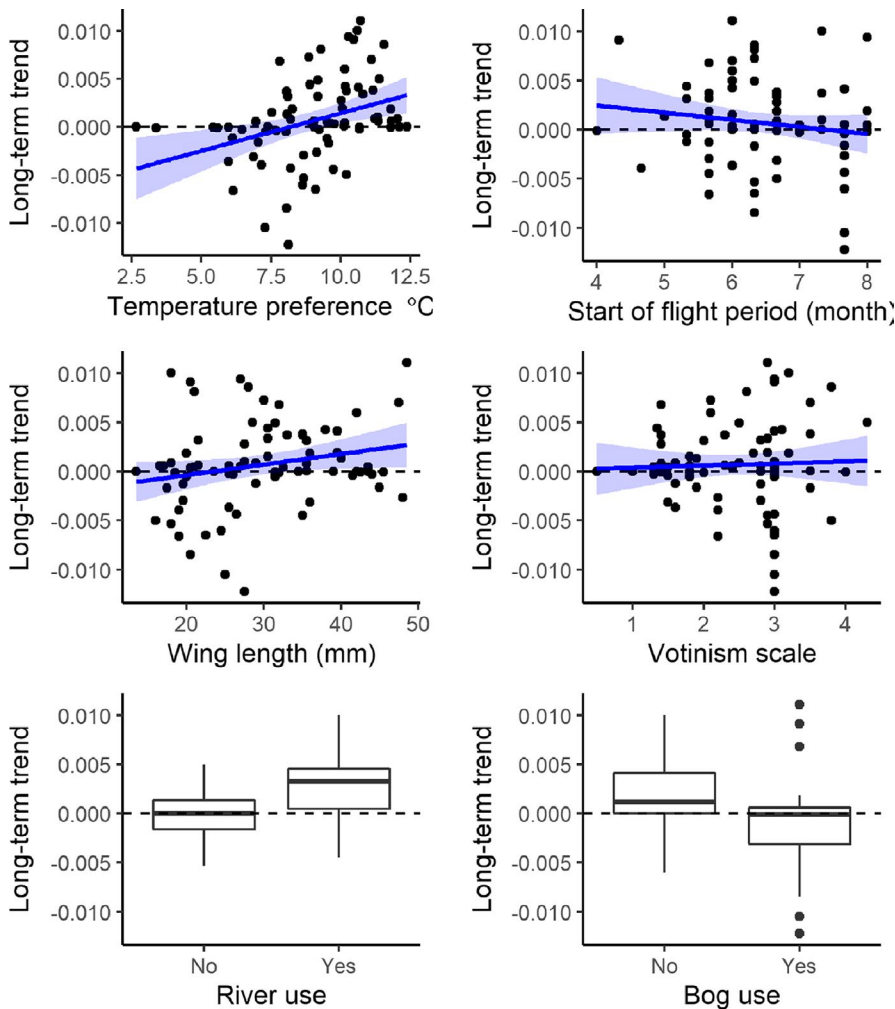 Long-term trend
0.010
0.005
0.000
-0.005
-0.010
2.5 5.0 7.5 10.0 12.5
Temperature preference °C
Long-term trend
0.010
0.005
0.000
-0.005
-0.010
4 5 6 7 8
Start of flight period (month)
Long-term trend
0.010
0.005
0.000
-0.005
-0.010
20 30 40 50
Wing length (mm)
Long-term trend
0.010
0.005
0.000
-0.005
-0.010
1 2 3 4
Votinism scale
Long-term trend
0.010
0.005
0.000
-0.005
-0.010
No Yes
River use
Long-term trend
0.010
0.005
0.000
-0.005
-0.010
No Yes
Bog use